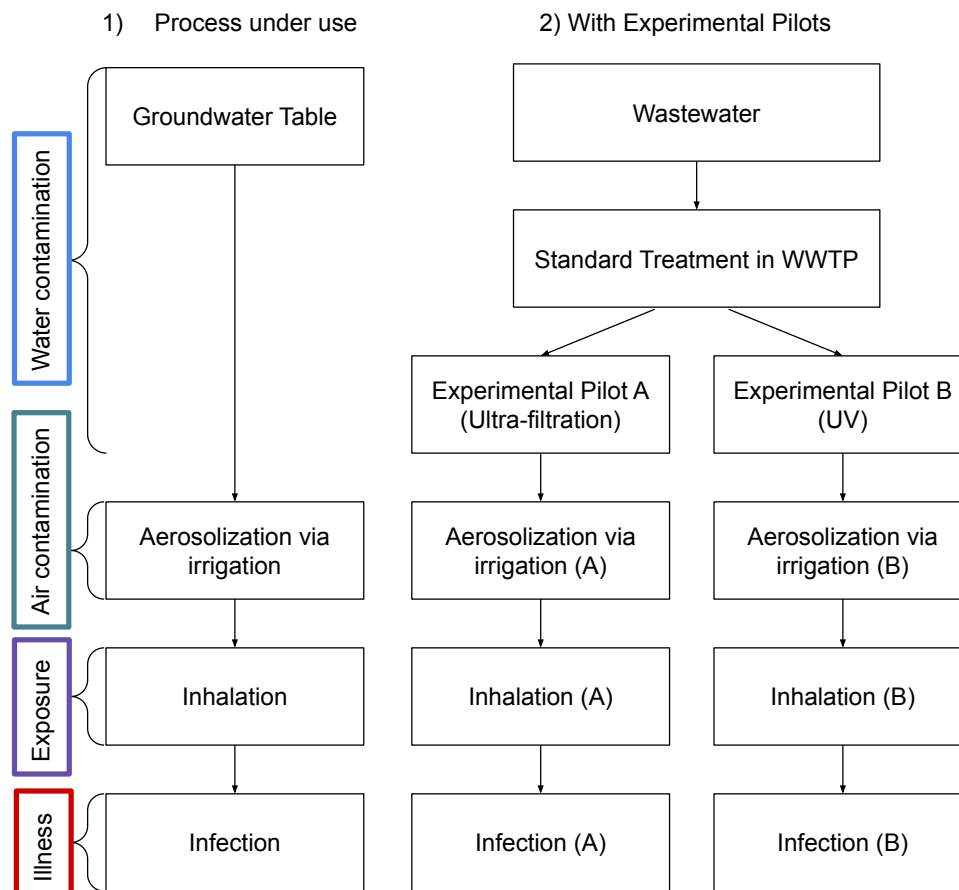 1) Process under use
2) With Experimental Pilots
Water contamination
Air contamination
Exposure
Illness
Groundwater Table
Aerosolization via
irrigation
Inhalation
Infection
Wastewater
Standard Treatment in WWTP
Experimental Pilot A
(Ultra-filtration)
Experimental Pilot B
(UV)
Aerosolization via
irrigation (A)
Aerosolization via
irrigation (B)
Inhalation (A)
Inhalation (B)
Infection (A)
Infection (B)